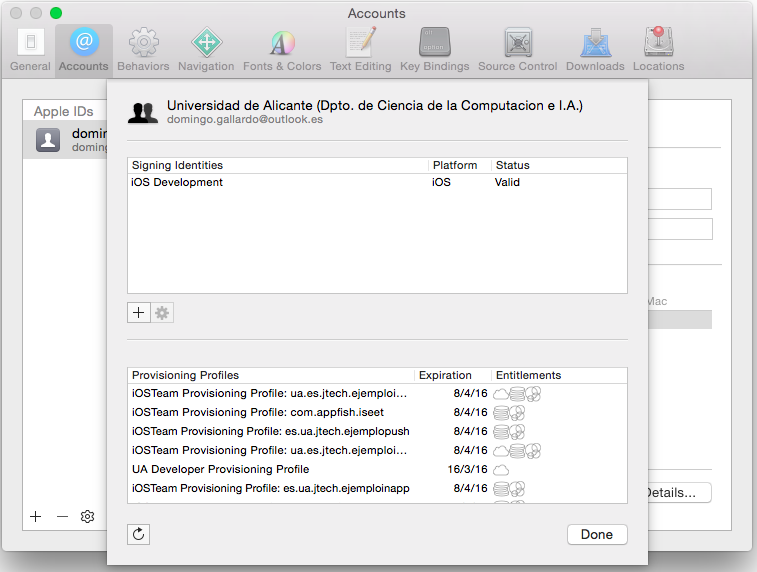 Accounts
General Accounts Behaviors Navigation Fonts & Colors Text Editing Key Bindings Source Control Downloads Locations
Apple IDs
Universidad de Alicante (Dpto. de Ciencia de la Computacion e I.A.)
domingo.gallardo@outlook.es
Signing Identities Platform Status
iOS Development iOS Valid
Mac
Provisioning Profiles Expiration Entitlements
iOSTeam Provisioning Profile: ua.es.jtech.ejemploi... 8/4/16
iOSTeam Provisioning Profile: com.appfish.iseet 8/4/16
iOSTeam Provisioning Profile: es.ua.jtech.ejemplopush 8/4/16
iOSTeam Provisioning Profile: ua.es.jtech.ejemploi... 8/4/16
UA Developer Provisioning Profile 16/3/16
iOSTeam Provisioning Profile: es.ua.jtech.ejemploinapp 8/4/16
Details...
Done